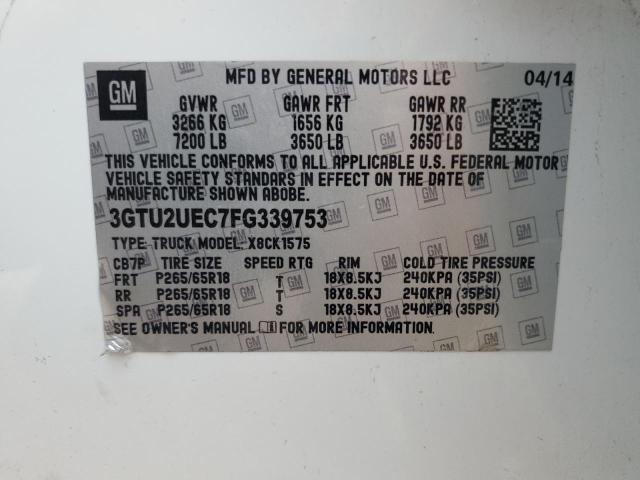 GM
MFD BY GENERAL MOTORS LLC 04/14
GVWR GAWR FRT GAWR RR
3266 KG 1656 KG 1792 KG
7200 LB 3650 LB 3650 LB
THIS VEHICLE CONFORMS TO ALL APPLICABLE U.S. FEDERAL MOTOR
VEHICLE SAFETY STANDARS IN EFFECT ON THE DATE OF
MANUFACTURE SHOWN ABOBE.
3GTU2UEC7FG339753
TYPE: TRUCK MODEL: X8CK1575
CB7P TIRE SIZE SPEED RTG RIM COLD TIRE PRESSURE
FRT P265/65R18 T 18X8.5KJ 240KPA (35PSI)
RR P265/65R18 T 18X8.5KJ 240KPA (35PSI)
SPA P265/65R18 S 18X8.5KJ 240KPA (35PSI)
SEE OWNER'S MANUAL FOR MORE INFORMATION.